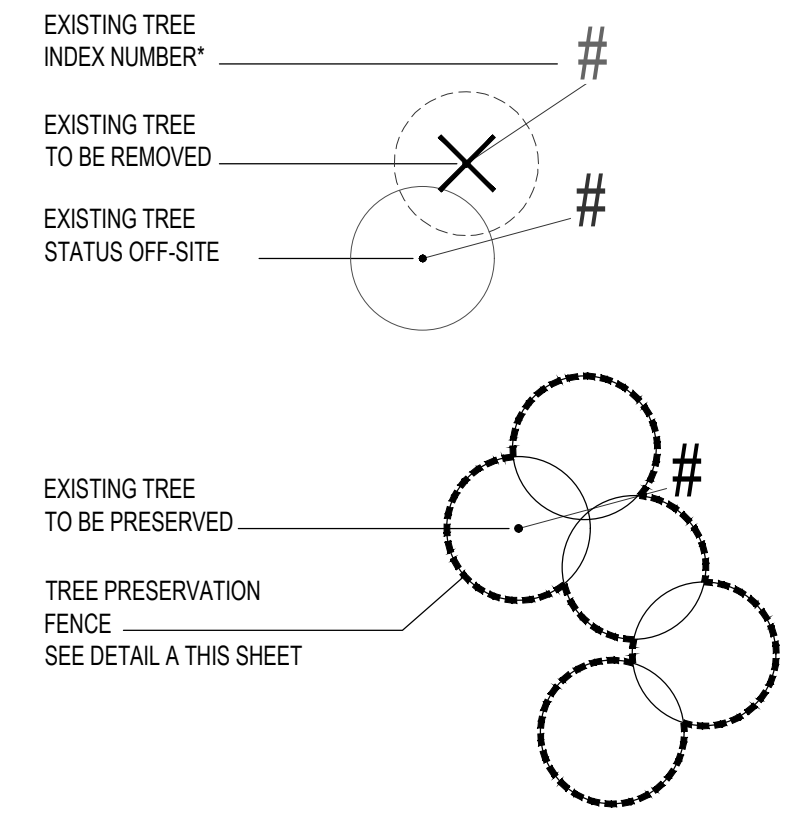 EXISTING TREE
INDEX NUMBER*
#
EXISTING TREE
TO BE REMOVED
#
EXISTING TREE
STATUS OFF-SITE
#
EXISTING TREE
TO BE PRESERVED
TREE PRESERVATION
FENCE
SEE DETAIL A THIS SHEET